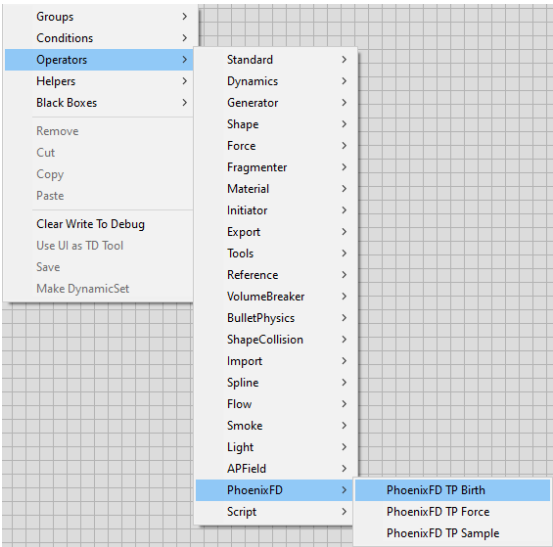 Groups
Conditions
Operators
Helpers
Black Boxes
Remove
Cut
Copy
Paste
Clear Write To Debug
Use UI as TD Tool
Save
Make DynamicSet
Standard
Dynamics
Generator
Shape
Force
Fragmenter
Material
Initiator
Export
Tools
Reference
VolumeBreaker
BulletPhysics
ShapeCollision
Import
Spline
Flow
Smoke
Light
APField
PhoenixFD
Script
PhoenixFD TP Birth
PhoenixFD TP Force
PhoenixFD TP Sample